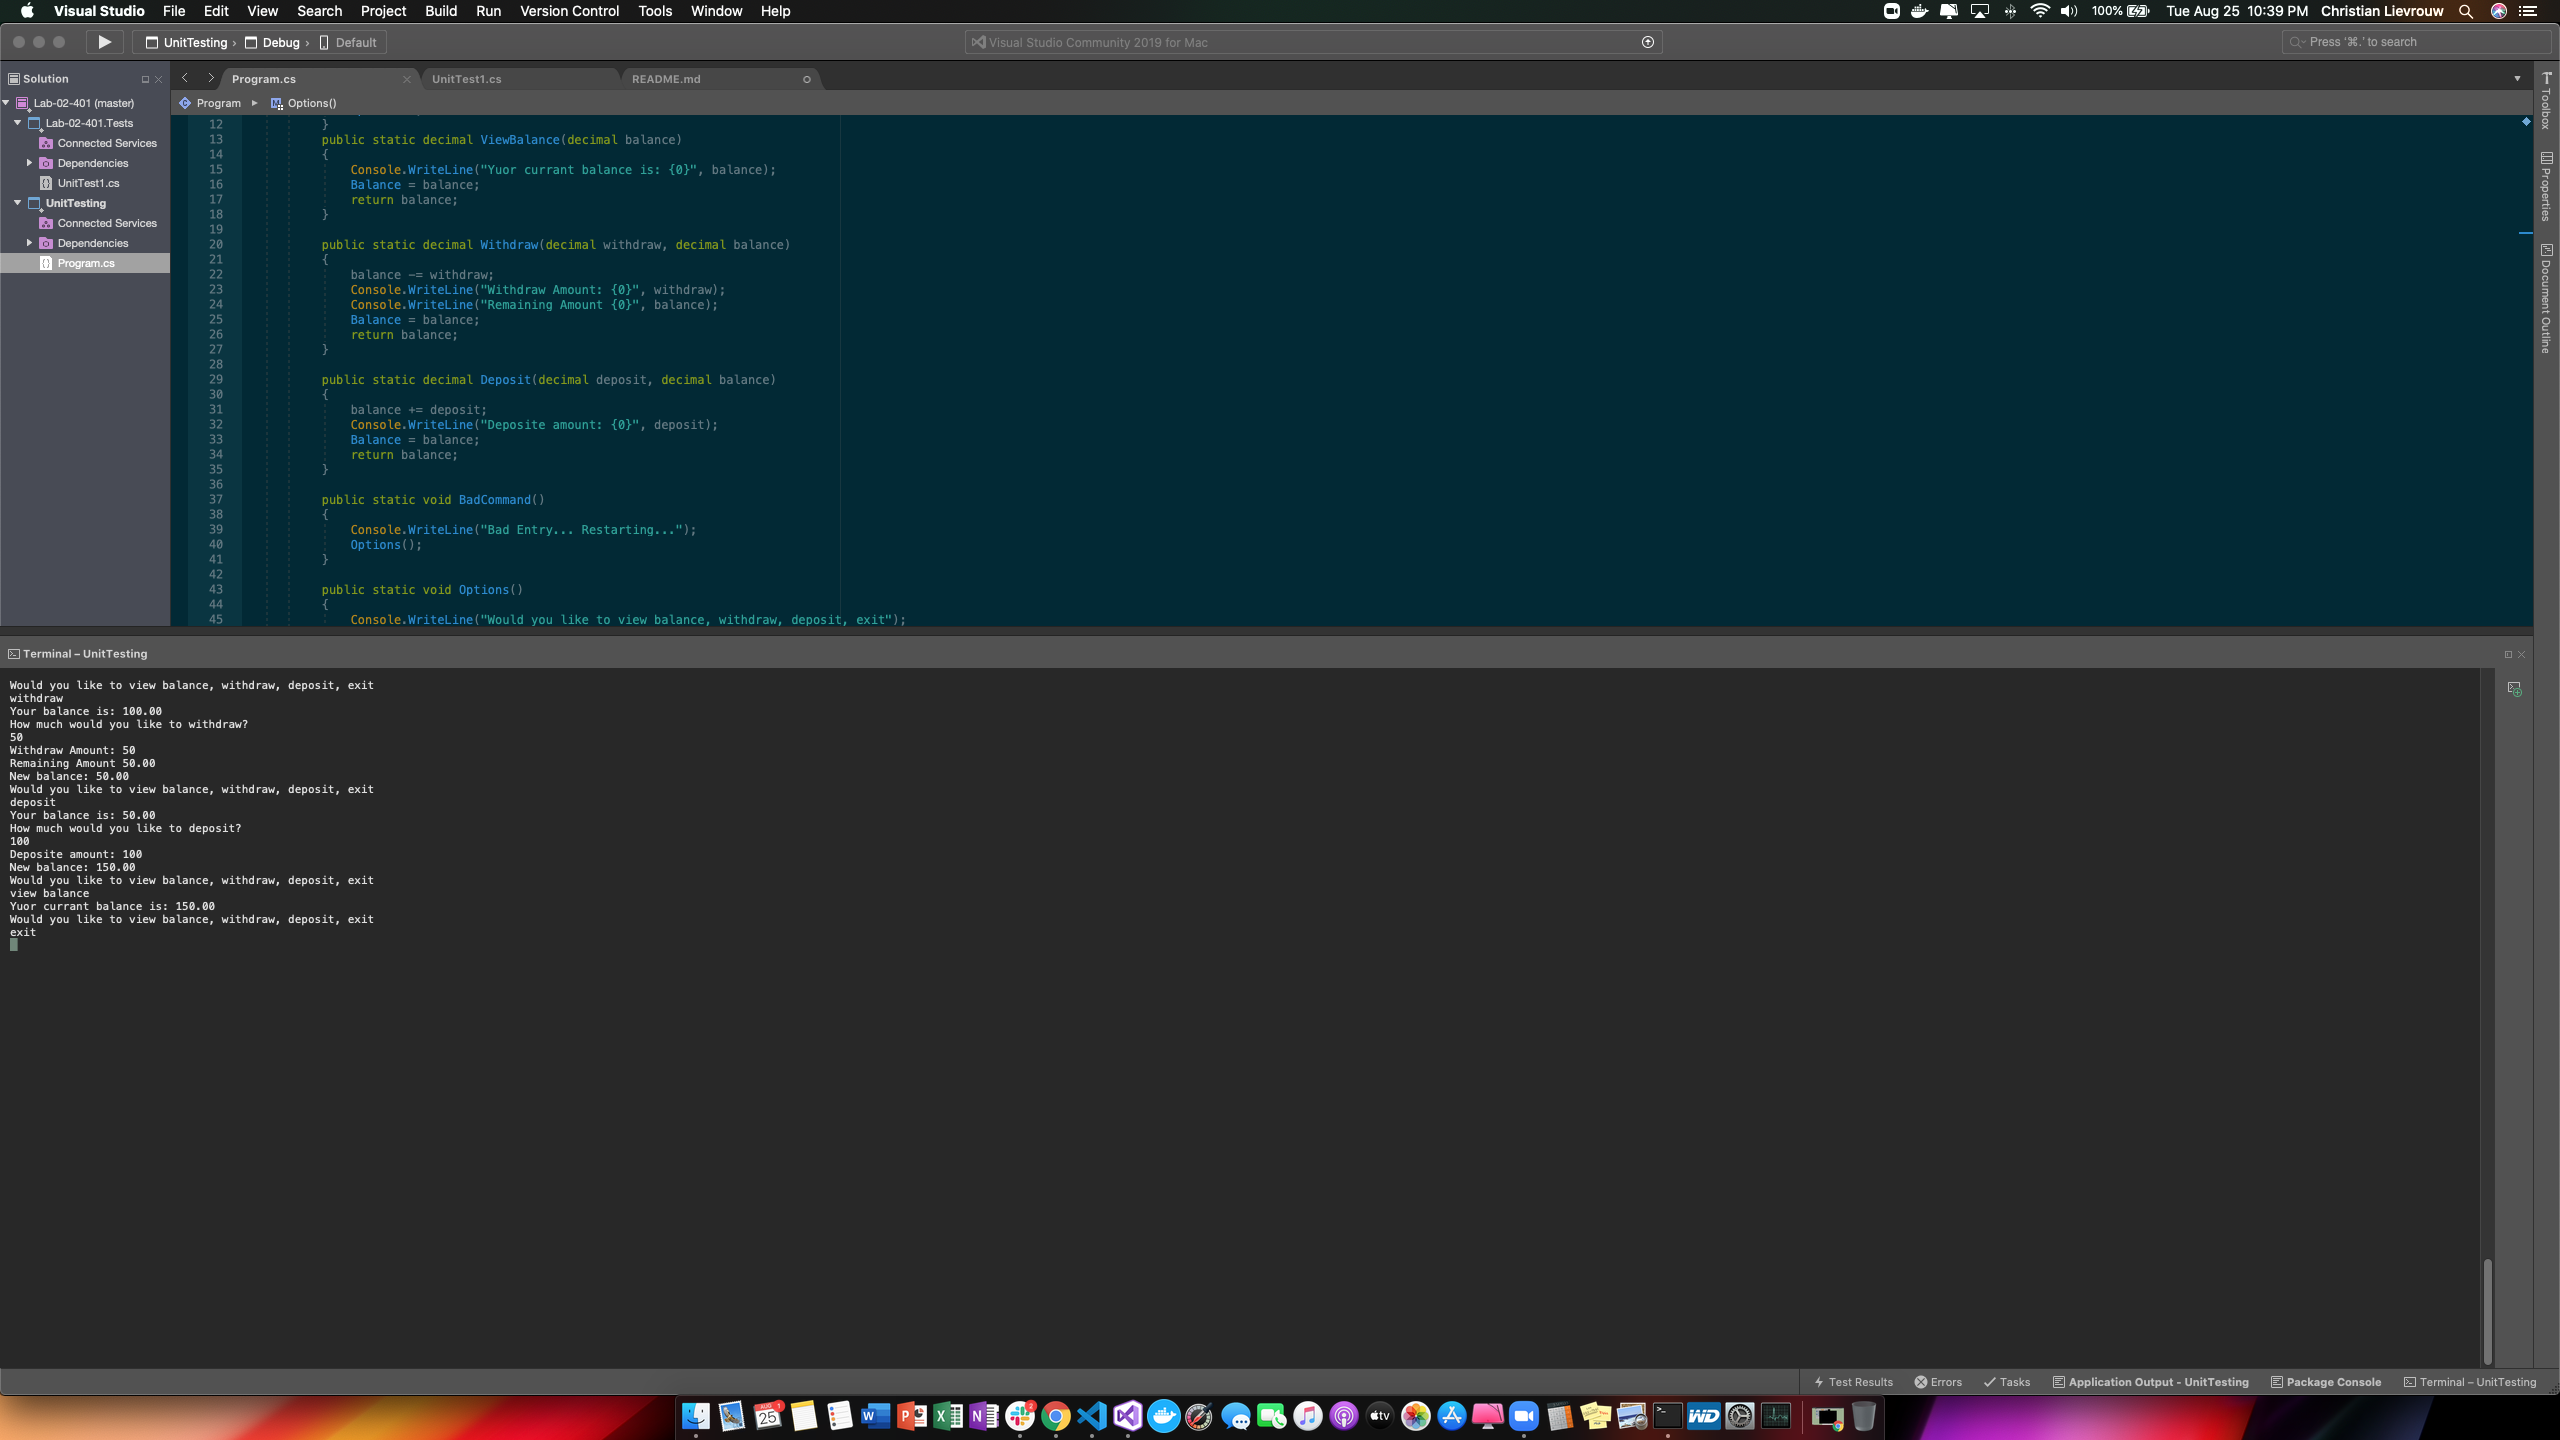 Visual Studio File Edit View Search Project Build Run Version Control Tools Window Help 100% Tue Aug 25 10:39 PM Christian Lievrouw
UnitTesting › Debug › Default Visual Studio Community 2019 for Mac Press ‘⌘.’ to search
Solution
Lab-02-401 (master)
Lab-02-401.Tests
Connected Services
Dependencies
UnitTest1.cs
UnitTesting
Connected Services
Dependencies
Program.cs
Program.cs UnitTest1.cs README.md
Program Options()
12 }
13 public static decimal ViewBalance(decimal balance)
14 {
15 Console.WriteLine("Yuor currant balance is: {0}", balance);
16 Balance = balance;
17 return balance;
18 }
19
20 public static decimal Withdraw(decimal withdraw, decimal balance)
21 {
22 balance -= withdraw;
23 Console.WriteLine("Withdraw Amount: {0}", withdraw);
24 Console.WriteLine("Remaining Amount {0}", balance);
25 Balance = balance;
26 return balance;
27 }
28
29 public static decimal Deposit(decimal deposit, decimal balance)
30 {
31 balance += deposit;
32 Console.WriteLine("Deposite amount: {0}", deposit);
33 Balance = balance;
34 return balance;
35 }
36
37 public static void BadCommand()
38 {
39 Console.WriteLine("Bad Entry... Restarting...");
40 Options();
41 }
42
43 public static void Options()
44 {
45 Console.WriteLine("Would you like to view balance, withdraw, deposit, exit");
Toolbox
Properties
Document Outline
Terminal – UnitTesting
Would you like to view balance, withdraw, deposit, exit
withdraw
Your balance is: 100.00
How much would you like to withdraw?
50
Withdraw Amount: 50
Remaining Amount 50.00
New balance: 50.00
Would you like to view balance, withdraw, deposit, exit
deposit
Your balance is: 50.00
How much would you like to deposit?
100
Deposite amount: 100
New balance: 150.00
Would you like to view balance, withdraw, deposit, exit
view balance
Yuor currant balance is: 150.00
Would you like to view balance, withdraw, deposit, exit
exit
Test Results Errors Tasks Application Output - UnitTesting Package Console Terminal – UnitTesting
AUG 25 1 2 tv WD